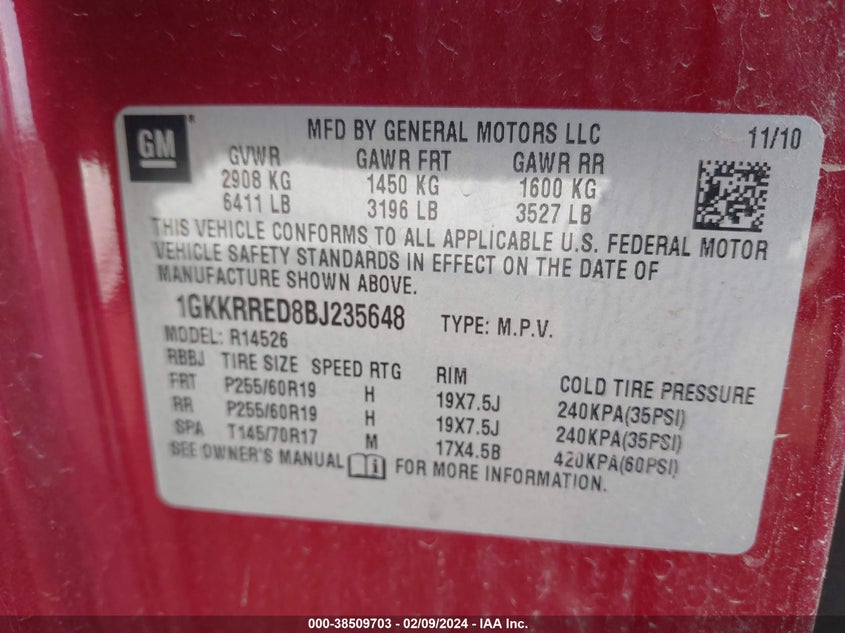 GM
MFD BY GENERAL MOTORS LLC 11/10
GVWR GAWR FRT GAWR RR
2908 KG 1450 KG 1600 KG
6411 LB 3196 LB 3527 LB
THIS VEHICLE CONFORMS TO ALL APPLICABLE U.S. FEDERAL MOTOR
VEHICLE SAFETY STANDARDS IN EFFECT ON THE DATE OF
MANUFACTURE SHOWN ABOVE.
1GKKRRED8BJ235648 TYPE: M.P.V.
MODEL: R14526
RBBJ TIRE SIZE SPEED RTG RIM COLD TIRE PRESSURE
FRT P255/60R19 H 19X7.5J 240KPA(35PSI)
RR P255/60R19 H 19X7.5J 240KPA(35PSI)
SPA T145/70R17 M 17X4.5B 420KPA(60PSI)
SEE OWNER'S MANUAL FOR MORE INFORMATION.
000-38509703 - 02/09/2024 - IAA Inc.